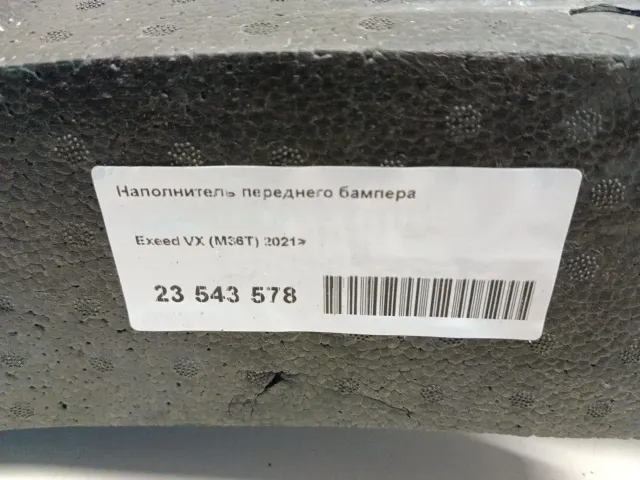 Наполнитель переднего бампера
Exeed VX (M36T) 2021>
23 543 578